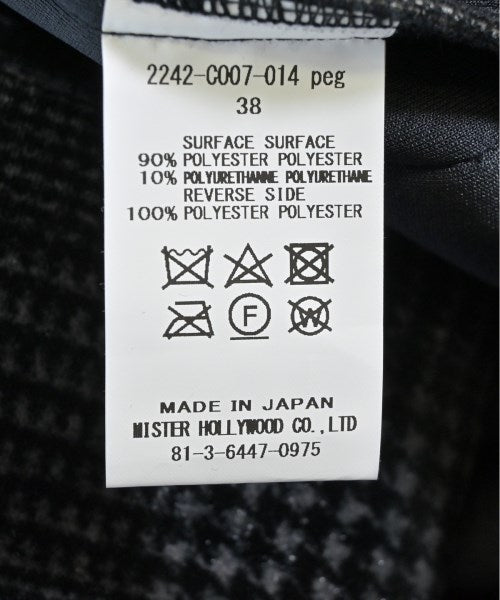 2242-C007-014 peg
38
SURFACE SURFACE
90% POLYESTER POLYESTER
10% POLYURETHANNE POLYURETHANE
REVERSE SIDE
100% POLYESTER POLYESTER
F W
MADE IN JAPAN
MISTER HOLLYWOOD CO.,LTD
81-3-6447-0975